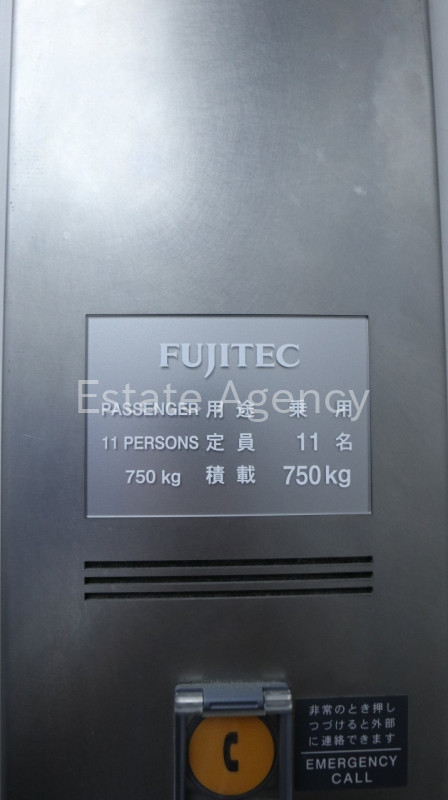 FUJITEC
Estate Agency
PASSENGER 用途 乗用
11 PERSONS 定員 11 名
750 kg 積載 750kg
非常のとき押し
つづけると外部
に連絡できます
EMERGENCY
CALL